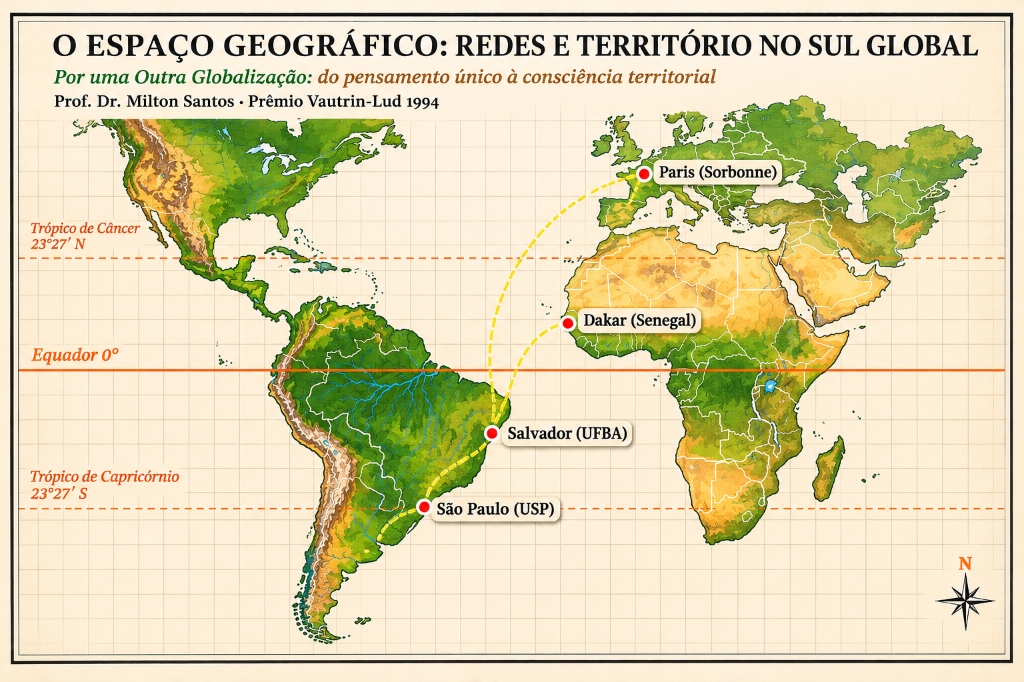 O ESPAÇO GEOGRÁFICO: REDES E TERRITÓRIO NO SUL GLOBAL
Por uma Outra Globalização: do pensamento único à consciência territorial
Prof. Dr. Milton Santos · Prêmio Vautrin-Lud 1994
Paris (Sorbonne)
Trópico de Câncer
23°27′ N
Dakar (Senegal)
Equador 0º
Salvador (UFBA)
Trópico de Capricórnio
23°27′ S
São Paulo (USP)
N